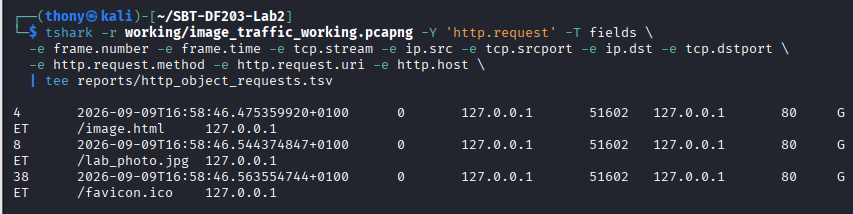 ┌──(thony㉿kali)-[~/SBT-DF203-Lab2]
└─$ tshark -r working/image_traffic_working.pcapng -Y 'http.request' -T fields \
-e frame.number -e frame.time -e tcp.stream -e ip.src -e tcp.srcport -e ip.dst -e tcp.dstport \
-e http.request.method -e http.request.uri -e http.host \
| tee reports/http_object_requests.tsv
4 2026-09-09T16:58:46.475359920+0100 0 127.0.0.1 51602 127.0.0.1 80 G
ET /image.html 127.0.0.1
8 2026-09-09T16:58:46.544374847+0100 0 127.0.0.1 51602 127.0.0.1 80 G
ET /lab_photo.jpg 127.0.0.1
38 2026-09-09T16:58:46.563554744+0100 0 127.0.0.1 51602 127.0.0.1 80 G
ET /favicon.ico 127.0.0.1